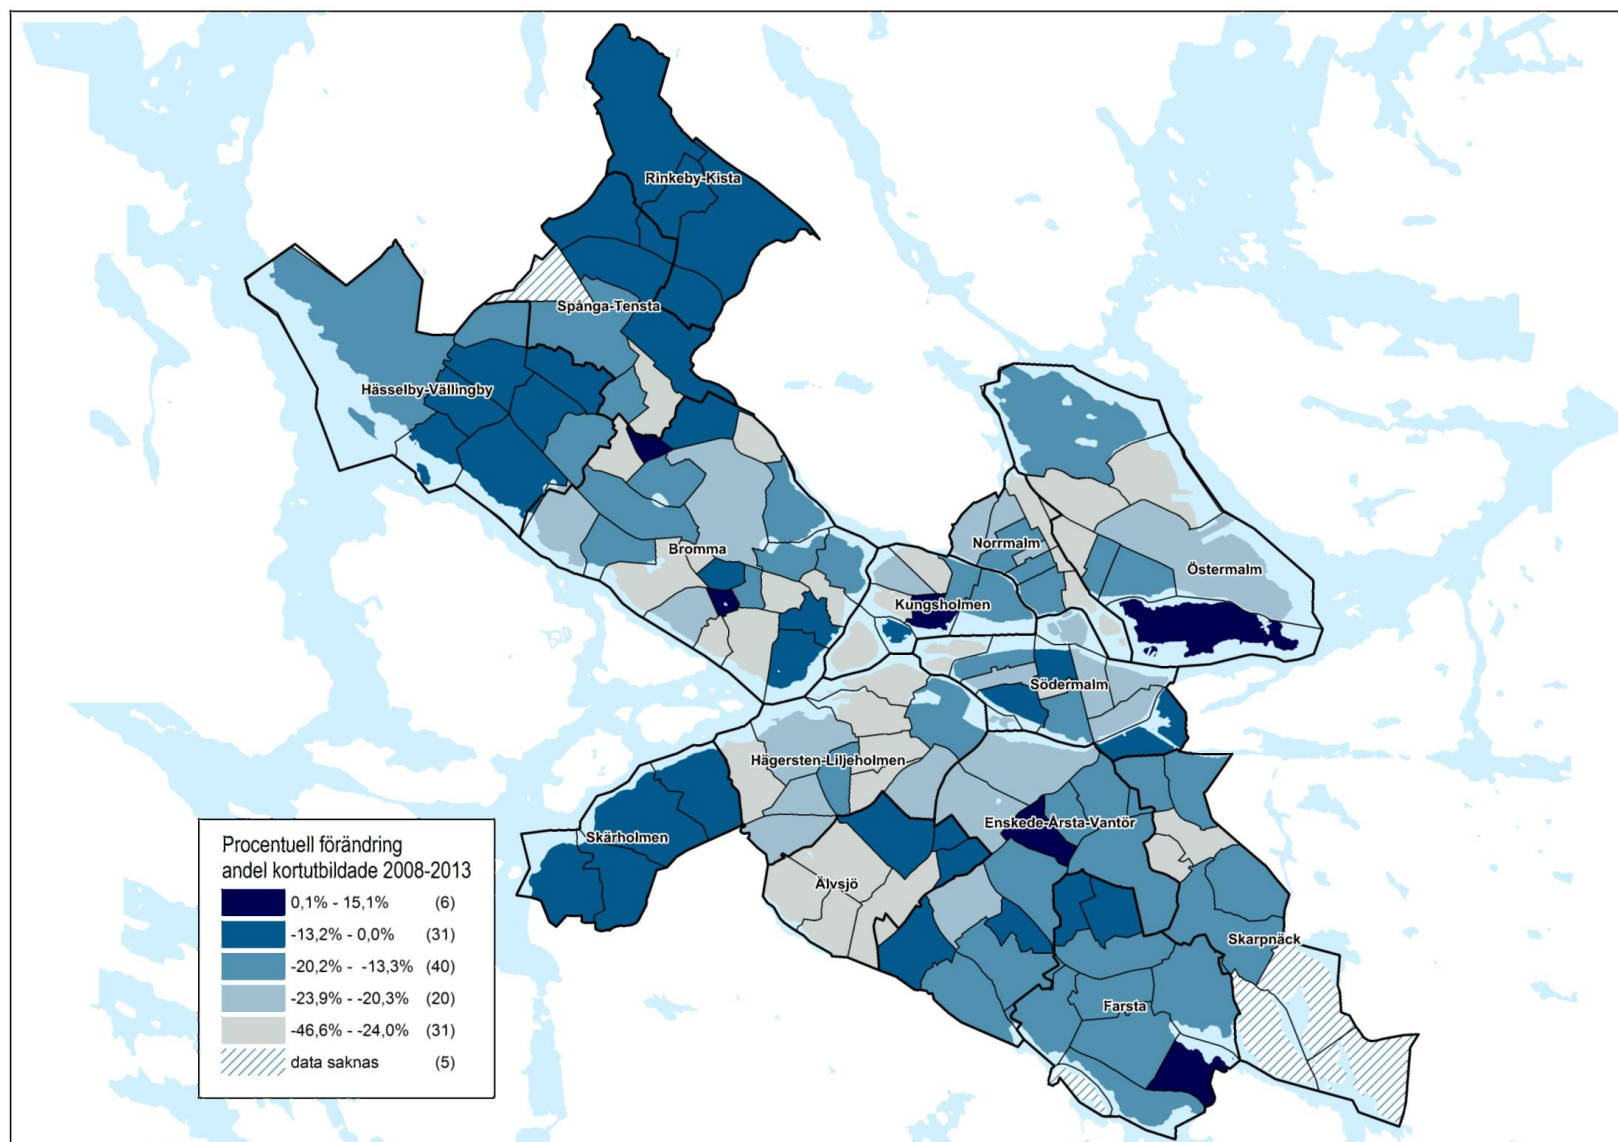 Rinkeby-Kista
Spånga-Tensta
Hässelby-Vällingby
Bromma
Norrmalm
Östermalm
Kungsholmen
Södermalm
Hägersten-Liljeholmen
Enskede-Årsta-Vantör
Skärholmen
Älvsjö
Skarpnäck
Farsta
Procentuell förändring
andel kortutbildade 2008-2013
0,1% - 15,1% (6)
-13,2% - 0,0% (31)
-20,2% - -13,3% (40)
-23,9% - -20,3% (20)
-46,6% - -24,0% (31)
data saknas (5)